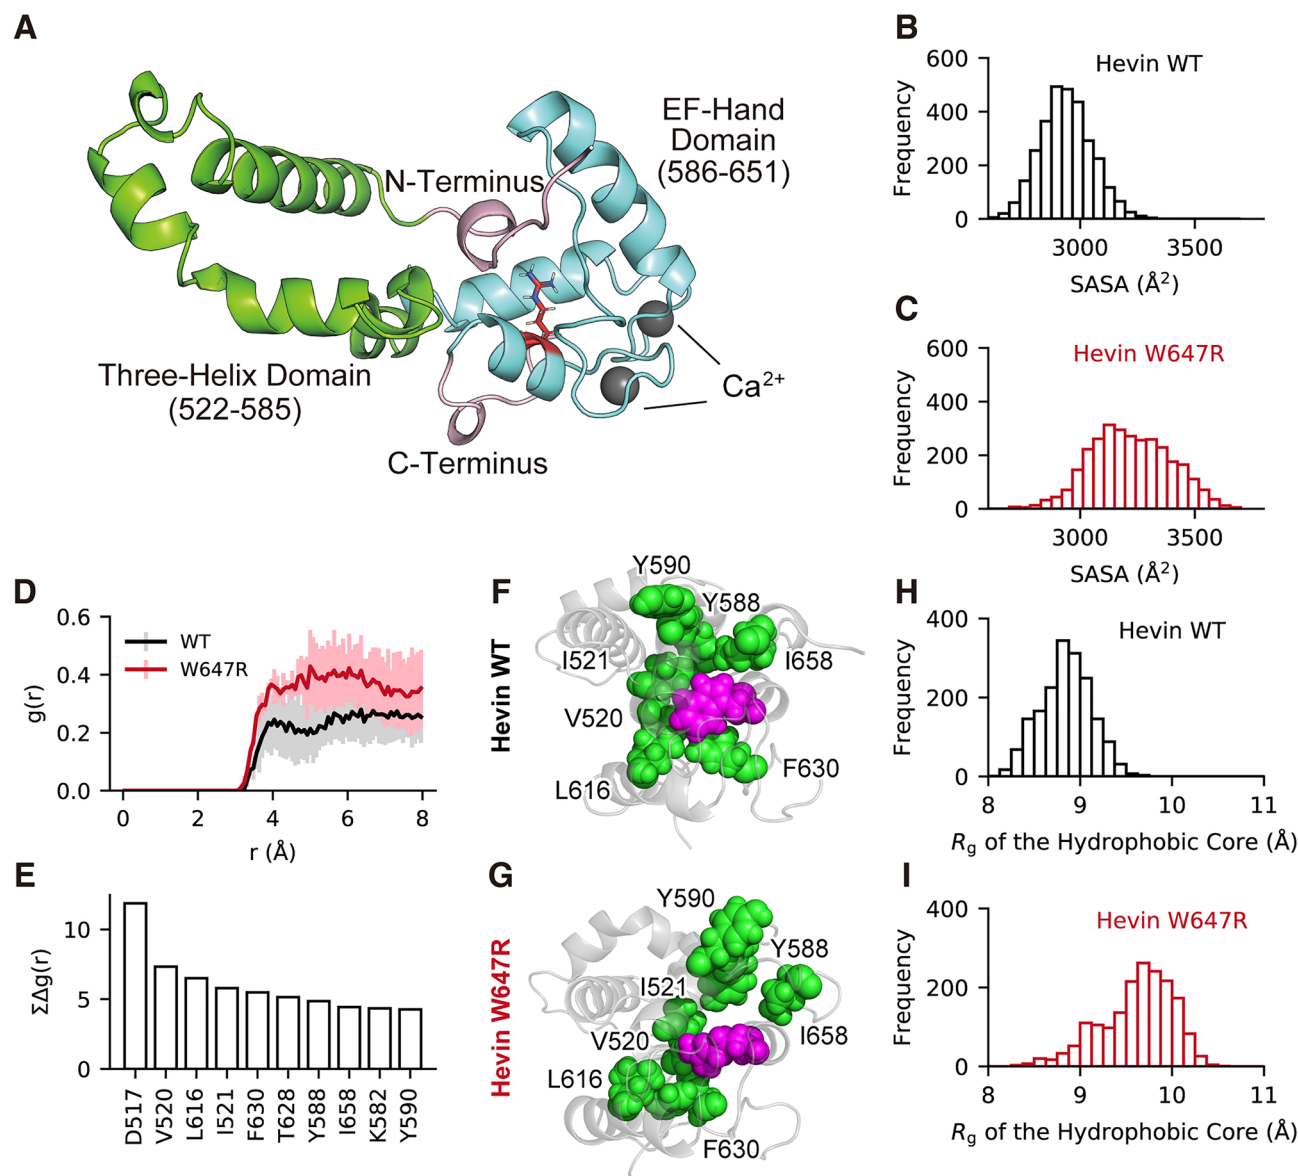 A
EF-Hand
Domain
(586-651)
N-Terminus
Three-Helix Domain
(522-585)
Ca²⁺
C-Terminus
B
Hevin WT
Frequency
600
400
200
0
3000 3500
SASA (Å²)
C
Hevin W647R
Frequency
600
400
200
0
3000 3500
SASA (Å²)
D
WT
W647R
g(r)
0.6
0.4
0.2
0.0
0 2 4 6 8
r (Å)
E
ΣΔg(r)
10
5
0
D517 V520 L616 I521 F630 T628 Y588 I658 K582 Y590
F
Hevin WT
Y590
Y588
I521
I658
V520
F630
L616
G
Hevin W647R
Y590
Y588
I521
I658
V520
L616
F630
H
Hevin WT
Frequency
400
200
0
8 9 10 11
Rg of the Hydrophobic Core (Å)
I
Hevin W647R
Frequency
400
200
0
8 9 10 11
Rg of the Hydrophobic Core (Å)